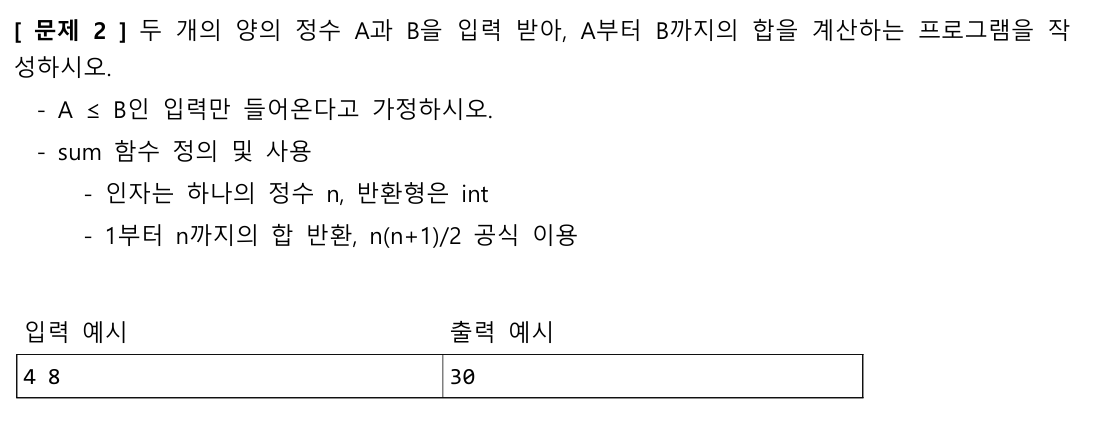 [ 문제 2 ] 두 개의 양의 정수 A과 B을 입력 받아, A부터 B까지의 합을 계산하는 프로그램을 작
성하시오.
- A ≤ B인 입력만 들어온다고 가정하시오.
- sum 함수 정의 및 사용
- 인자는 하나의 정수 n, 반환형은 int
- 1부터 n까지의 합 반환, n(n+1)/2 공식 이용
입력 예시 출력 예시
4 8 30